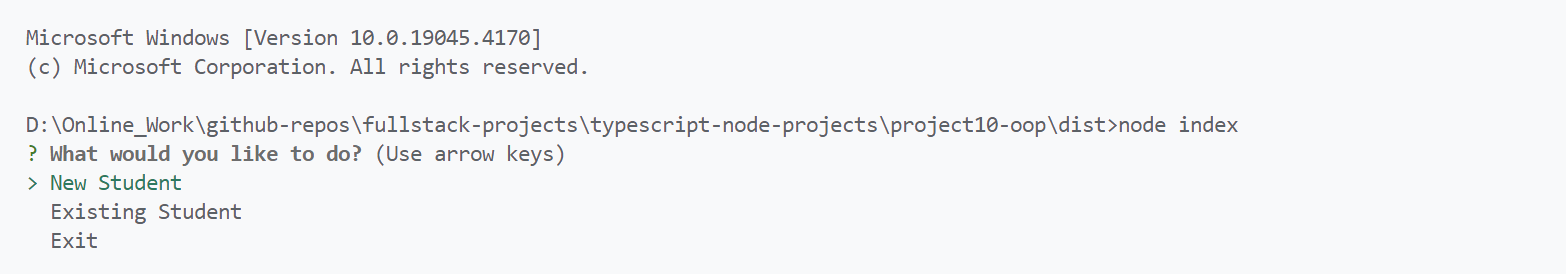 Microsoft Windows [Version 10.0.19045.4170]
(c) Microsoft Corporation. All rights reserved.
D:\Online_Work\github-repos\fullstack-projects\typescript-node-projects\project10-oop\dist>node index
? What would you like to do? (Use arrow keys)
> New Student
Existing Student
Exit